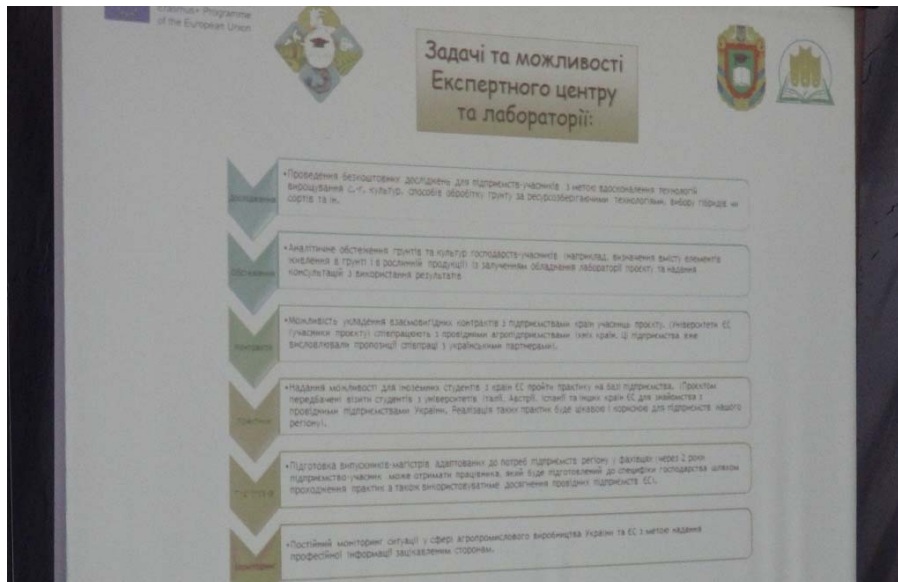 Erasmus+ Programme
of the European Union
Задачі та можливості
Експертного центру
та лабораторії:
•Проведення безкоштовних досліджень для підприємств-учасників з метою вдосконалення технологій
вирощування с.-г. культур, способів обробітку грунту за ресурсозберігаючими технологіями, вибору гібридів чи
сортів та ін.
•Аналітичне обстеження грунтів та культур господарств-учасників (наприклад, визначення вмісту елементів
живлення в грунті і в рослинній продукції) із залученням обладнання лабораторії проекту та надання
консультацій з використання результатів
•Можливість укладення взаємовигідних контрактів з підприємствами країн учасниць проєкту. (Університети ЄС
(учасники проєкту) співпрацюють з провідними агропідприємствами їхніх країн. Ці підприємства вже
висловлювали пропозиції співпраці з українськими партнерами).
контракти
•Надання можливості для іноземних студентів з країн ЄС пройти практику на базі підприємства. (Проєктом
передбачені візити студентів з університетів Італії, Австрії, Іспанії та інших країн ЄС для знайомства з
провідними підприємствами України. Реалізація таких практик буде цікавою і корисною для підприємств нашого
регіону).
практики
•Підготовка випускників-магістрів, адаптованих до потреб підприємств регіону у фахівцях (через 2 роки
підприємство-учасник може отримати працівника, який буде підготовлений до специфіки господарства шляхом
проходження практик а також використовуватиме досягнення провідних підприємств ЄС).
•Постійний моніторинг ситуації у сфері агропромислового виробництва України та ЄС з метою надання
професійної інформації зацікавленим сторонам.
моніторинг